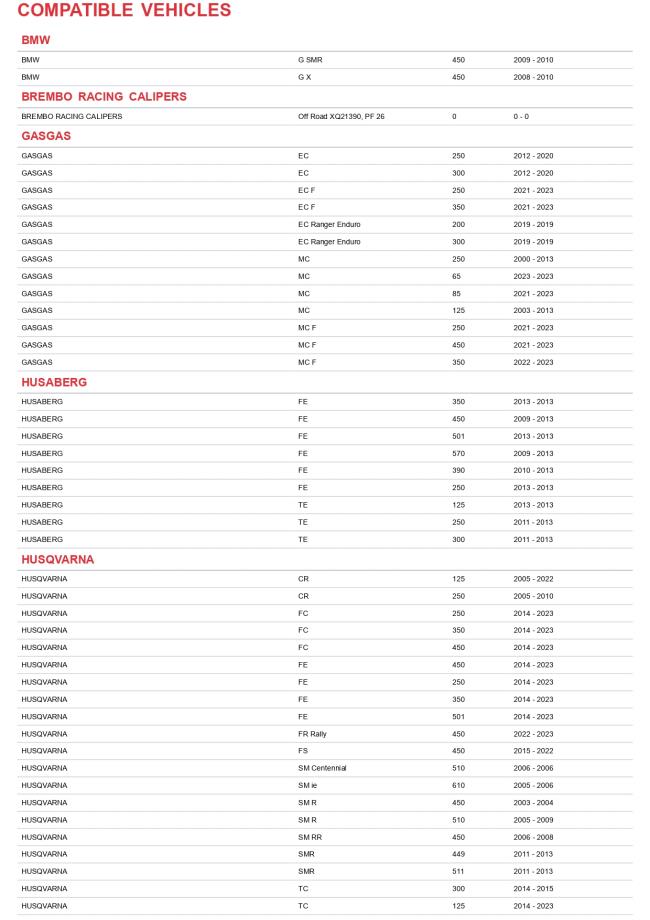 COMPATIBLE VEHICLES
BMW
BMW G SMR 450 2009 - 2010
BMW G X 450 2008 - 2010
BREMBO RACING CALIPERS
BREMBO RACING CALIPERS Off Road XQ21390, PF 26 0 0 - 0
GASGAS
GASGAS EC 250 2012 - 2020
GASGAS EC 300 2012 - 2020
GASGAS EC F 250 2021 - 2023
GASGAS EC F 350 2021 - 2023
GASGAS EC Ranger Enduro 200 2019 - 2019
GASGAS EC Ranger Enduro 300 2019 - 2019
GASGAS MC 250 2000 - 2013
GASGAS MC 65 2023 - 2023
GASGAS MC 85 2021 - 2023
GASGAS MC 125 2003 - 2013
GASGAS MC F 250 2021 - 2023
GASGAS MC F 450 2021 - 2023
GASGAS MC F 350 2022 - 2023
HUSABERG
HUSABERG FE 350 2013 - 2013
HUSABERG FE 450 2009 - 2013
HUSABERG FE 501 2013 - 2013
HUSABERG FE 570 2009 - 2013
HUSABERG FE 390 2010 - 2013
HUSABERG FE 250 2013 - 2013
HUSABERG TE 125 2013 - 2013
HUSABERG TE 250 2011 - 2013
HUSABERG TE 300 2011 - 2013
HUSQVARNA
HUSQVARNA CR 125 2005 - 2022
HUSQVARNA CR 250 2005 - 2010
HUSQVARNA FC 250 2014 - 2023
HUSQVARNA FC 350 2014 - 2023
HUSQVARNA FC 450 2014 - 2023
HUSQVARNA FE 450 2014 - 2023
HUSQVARNA FE 250 2014 - 2023
HUSQVARNA FE 350 2014 - 2023
HUSQVARNA FE 501 2014 - 2023
HUSQVARNA FR Rally 450 2022 - 2023
HUSQVARNA FS 450 2015 - 2022
HUSQVARNA SM Centennial 510 2006 - 2006
HUSQVARNA SM ie 610 2005 - 2006
HUSQVARNA SM R 450 2003 - 2004
HUSQVARNA SM R 510 2005 - 2009
HUSQVARNA SM RR 450 2006 - 2008
HUSQVARNA SMR 449 2011 - 2013
HUSQVARNA SMR 511 2011 - 2013
HUSQVARNA TC 300 2014 - 2015
HUSQVARNA TC 125 2014 - 2023